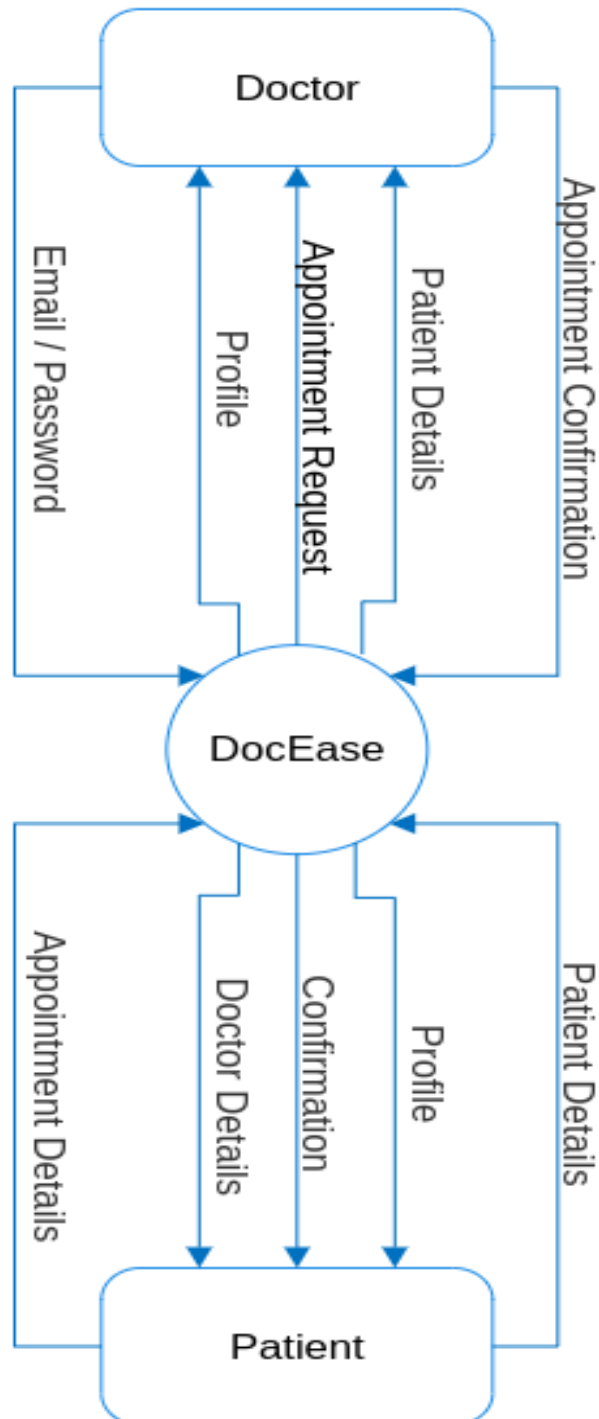 Doctor
Email / Password
Profile
Appointment Request
Patient Details
Appointment Confirmation
DocEase
Appointment Details
Doctor Details
Confirmation
Profile
Patient Details
Patient